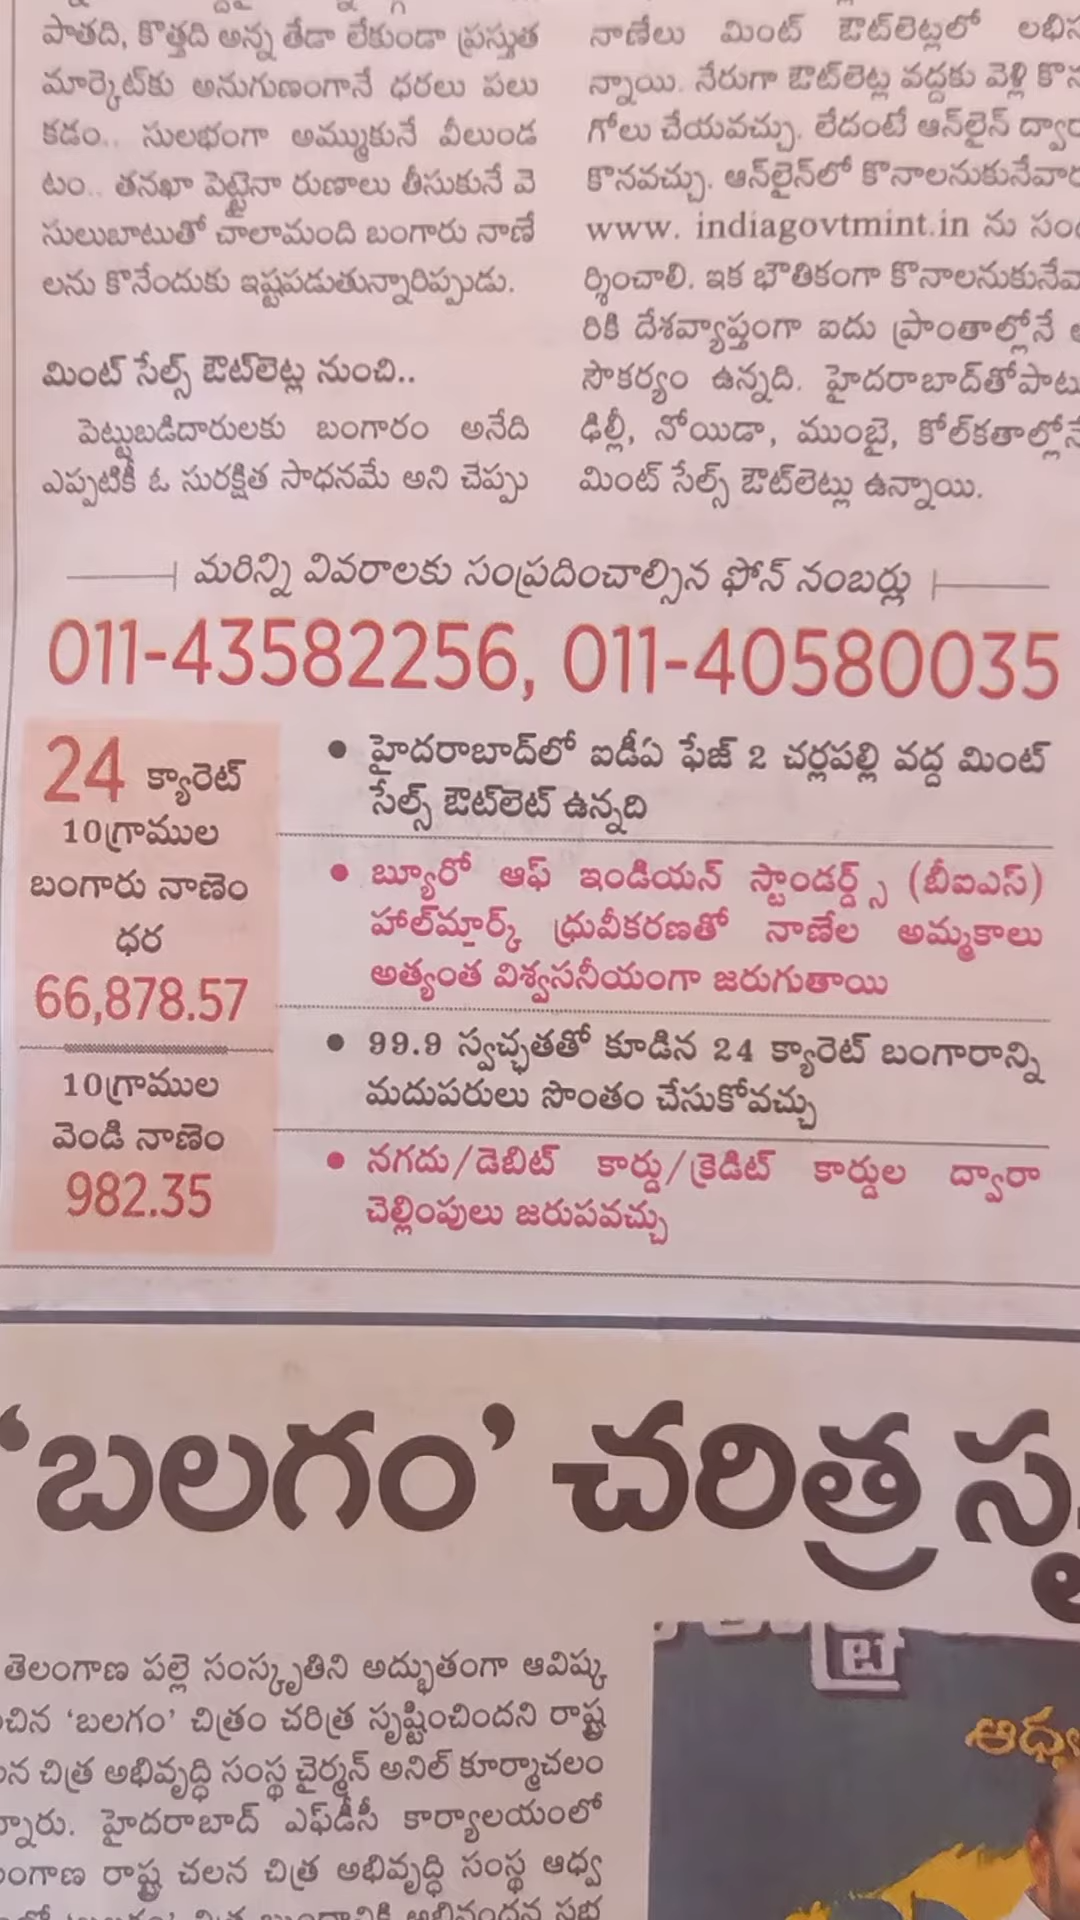 పాతది, కొత్తది అన్న తేడా లేకుండా ప్రస్తుత
మార్కెట్‌కు అనుగుణంగానే ధరలు పలు
కడం.. సులభంగా అమ్ముకునే వీలుండ
టం.. తనఖా పెట్టైనా రుణాలు తీసుకునే వె
సులుబాటుతో చాలామంది బంగారు నాణే
లను కొనేందుకు ఇష్టపడుతున్నారిప్పుడు.
మింట్ సేల్స్ ఔట్‌లెట్ల నుంచి..
పెట్టుబడిదారులకు బంగారం అనేది
ఎప్పటికీ ఓ సురక్షిత సాధనమే అని చెప్పు
నాణేలు మింట్ ఔట్‌లెట్లలో లభిస
న్నాయి. నేరుగా ఔట్‌లెట్ల వద్దకు వెళ్లి కొన
గోలు చేయవచ్చు. లేదంటే ఆన్‌లైన్ ద్వారా
కొనవచ్చు. ఆన్‌లైన్‌లో కొనాలనుకునేవార
www. indiagovtmint.in ను సంద
ర్శించాలి. ఇక భౌతికంగా కొనాలనుకునేవా
రికి దేశవ్యాప్తంగా ఐదు ప్రాంతాల్లోనే
సౌకర్యం ఉన్నది. హైదరాబాద్‌తోపాటు
ఢిల్లీ, నోయిడా, ముంబై, కోల్‌కతాల్లోనే
మింట్ సేల్స్ ఔట్‌లెట్లు ఉన్నాయి.
మరిన్ని వివరాలకు సంప్రదించాల్సిన ఫోన్ నంబర్లు
011-43582256, 011-40580035
24 క్యారెట్
10గ్రాముల
బంగారు నాణెం
ధర
66,878.57
10గ్రాముల
వెండి నాణెం
982.35
• హైదరాబాద్‌లో ఐడీఏ ఫేజ్ 2 చర్లపల్లి వద్ద మింట్
సేల్స్ ఔట్‌లెట్ ఉన్నది
• బ్యూరో ఆఫ్ ఇండియన్ స్టాండర్డ్స్ (బీఐఎస్)
హాల్‌మార్క్ ధ్రువీకరణతో నాణేల అమ్మకాలు
అత్యంత విశ్వసనీయంగా జరుగుతాయి
• 99.9 స్వచ్ఛతతో కూడిన 24 క్యారెట్ బంగారాన్ని
మదుపరులు సొంతం చేసుకోవచ్చు
• నగదు/డెబిట్ కార్డు/క్రెడిట్ కార్డుల ద్వారా
చెల్లింపులు జరుపవచ్చు
‘బలగం’ చరిత్ర సృ
తెలంగాణ పల్లె సంస్కృతిని అద్భుతంగా ఆవిష్క
చిన ‘బలగం’ చిత్రం చరిత్ర సృష్టించిందని రాష్ట్ర
న చిత్ర అభివృద్ధి సంస్థ చైర్మన్ అనిల్ కూర్మాచలం
న్నారు. హైదరాబాద్ ఎఫ్‌డీసీ కార్యాలయంలో
ంగాణ రాష్ట్ర చలన చిత్ర అభివృద్ధి సంస్థ ఆధ్వ
ఆధ్వ